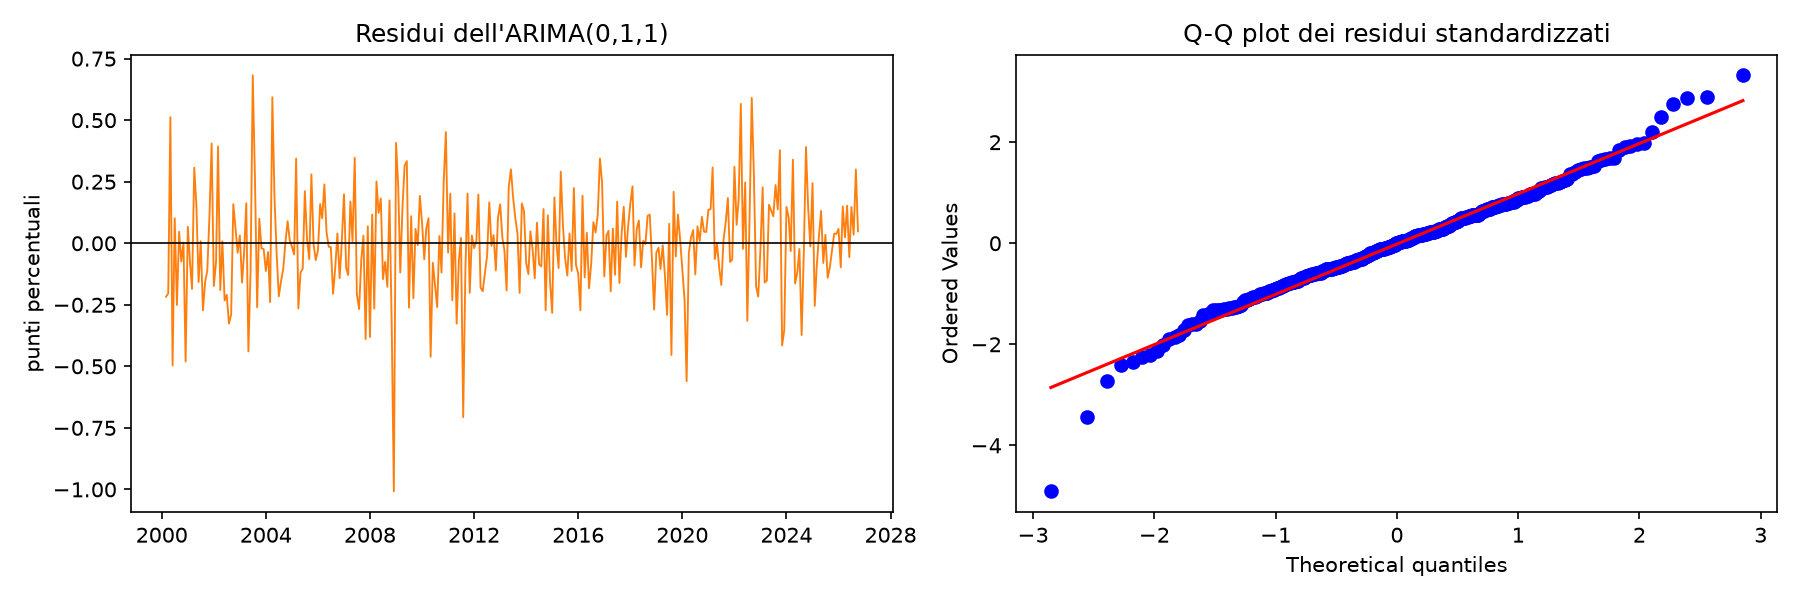 Residui dell'ARIMA(0,1,1)
punti percentuali
0.75
0.50
0.25
0.00
−0.25
−0.50
−0.75
−1.00
2000 2004 2008 2012 2016 2020 2024 2028
Q-Q plot dei residui standardizzati
Ordered Values
2
0
−2
−4
−3 −2 −1 0 1 2 3
Theoretical quantiles